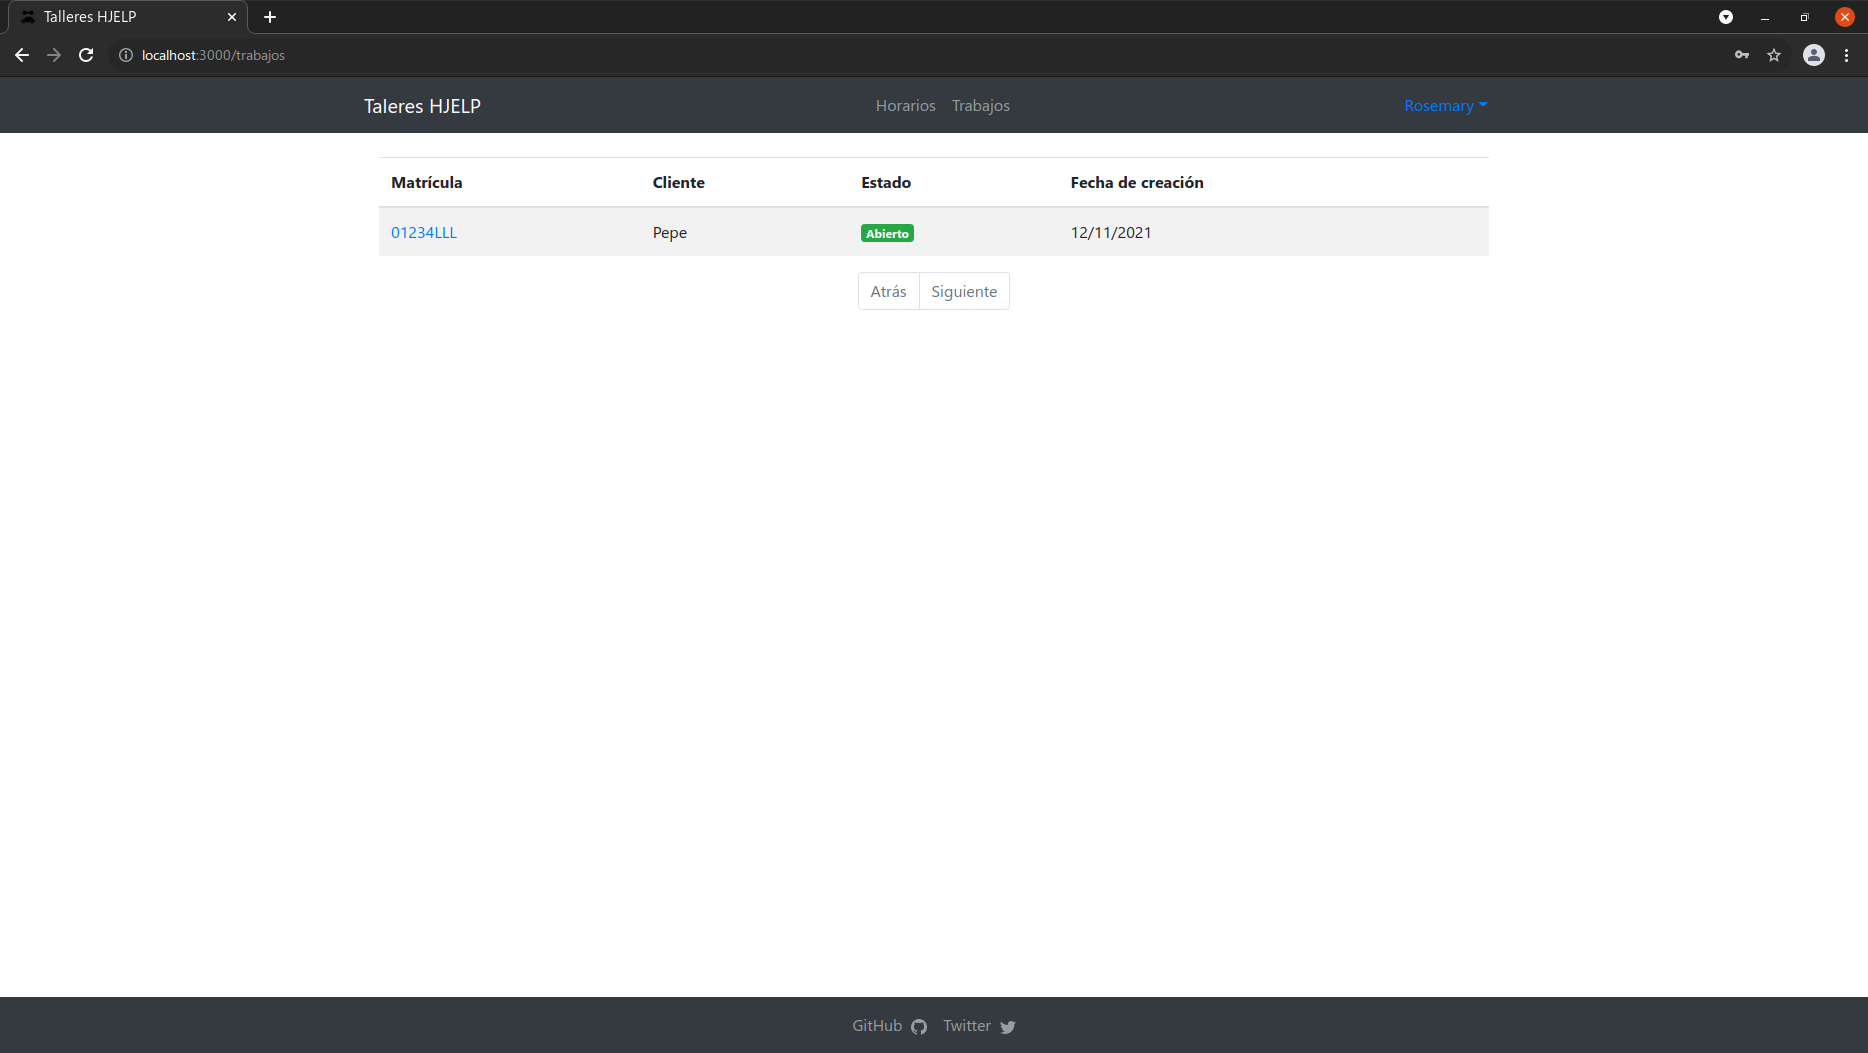 Talleres HJELP
localhost:3000/trabajos
Taleres HJELP
Horarios Trabajos
Rosemary
Matrícula Cliente Estado Fecha de creación
01234LLL Pepe Abierto 12/11/2021
Atrás Siguiente
GitHub Twitter